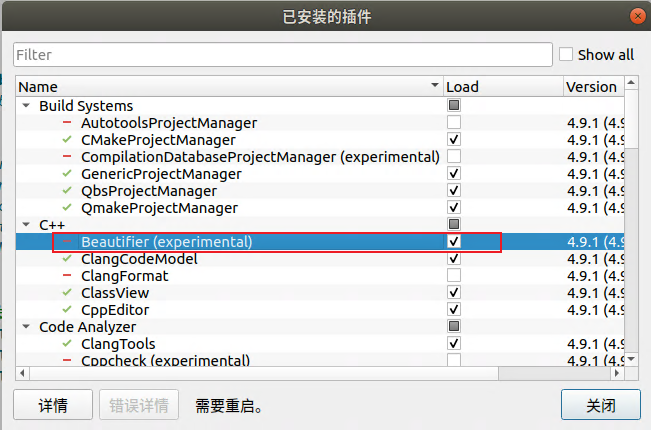 已安装的插件
Filter Show all
Name Load Version
Build Systems
AutotoolsProjectManager 4.9.1 (4.9
CMakeProjectManager 4.9.1 (4.9
CompilationDatabaseProjectManager (experimental) 4.9.1 (4.9
GenericProjectManager 4.9.1 (4.9
QbsProjectManager 4.9.1 (4.9
QmakeProjectManager 4.9.1 (4.9
C++
Beautifier (experimental) 4.9.1 (4.9
ClangCodeModel 4.9.1 (4.9
ClangFormat 4.9.1 (4.9
ClassView 4.9.1 (4.9
CppEditor 4.9.1 (4.9
Code Analyzer
ClangTools 4.9.1 (4.9
Cppcheck (experimental) 4.9.1 (4.9
详情 错误详情 需要重启。 关闭